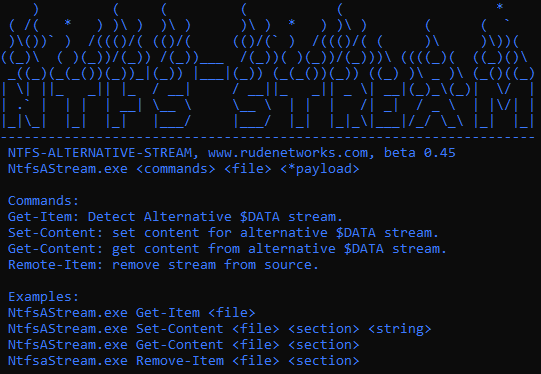 NTFS STREAM
NTFS-ALTERNATIVE-STREAM, www.rudenetworks.com, beta 0.45
NtfsAStream.exe <commands> <file> <*payload>
Commands:
Get-Item: Detect Alternative $DATA stream.
Set-Content: set content for alternative $DATA stream.
Get-Content: get content from alternative $DATA stream.
Remote-Item: remove stream from source.
Examples:
NtfsAStream.exe Get-Item <file>
NtfsAStream.exe Set-Content <file> <section> <string>
NtfsAStream.exe Get-Content <file> <section>
NtfsaStream.exe Remove-Item <file> <section>